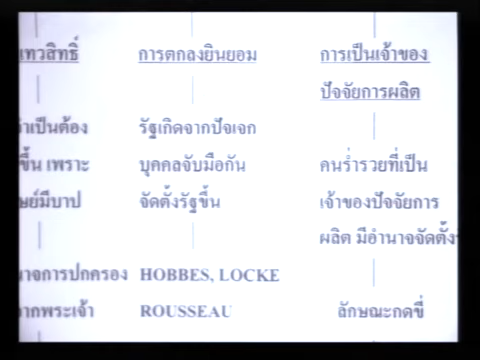 เทวสิทธิ์
การตกลงยินยอม
การเป็นเจ้าของ
ปัจจัยการผลิต
จำเป็นต้อง
รัฐเกิดจากปัจเจก
ขึ้น เพราะ
บุคคลจับมือกัน
คนร่ำรวยที่เป็น
มีบาป
จัดตั้งรัฐขึ้น
เจ้าของปัจจัยการ
ผลิต มีอำนาจจัดตั้ง
การปกครอง
HOBBES, LOCKE
จากพระเจ้า
ROUSSEAU
ลักษณะกดขี่